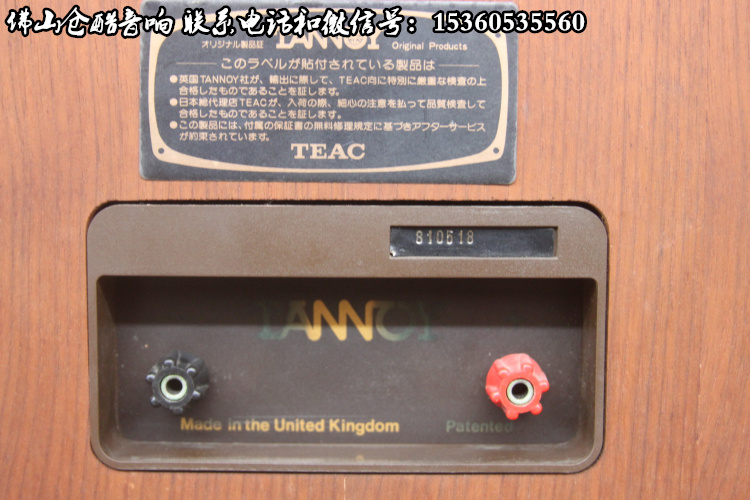 佛山仓酷音响 联系电话和微信号：15360535560
オリジナル製品証 TANNOY Original Products
このラベルが貼付されている製品は
●英国TANNOY社が、輸出に際して、TEAC向に特別に厳重な検査の上
合格したものであることを証します。
●日本総代理店TEACが、入荷の際、細心の注意を払って品質検査して
合格したものであることを証します。
●この製品には、付属の保証書の無料修理規定に基づきアフターサービス
が約束されています。
TEAC
810518
TANNOY
Made in the United Kingdom Patented